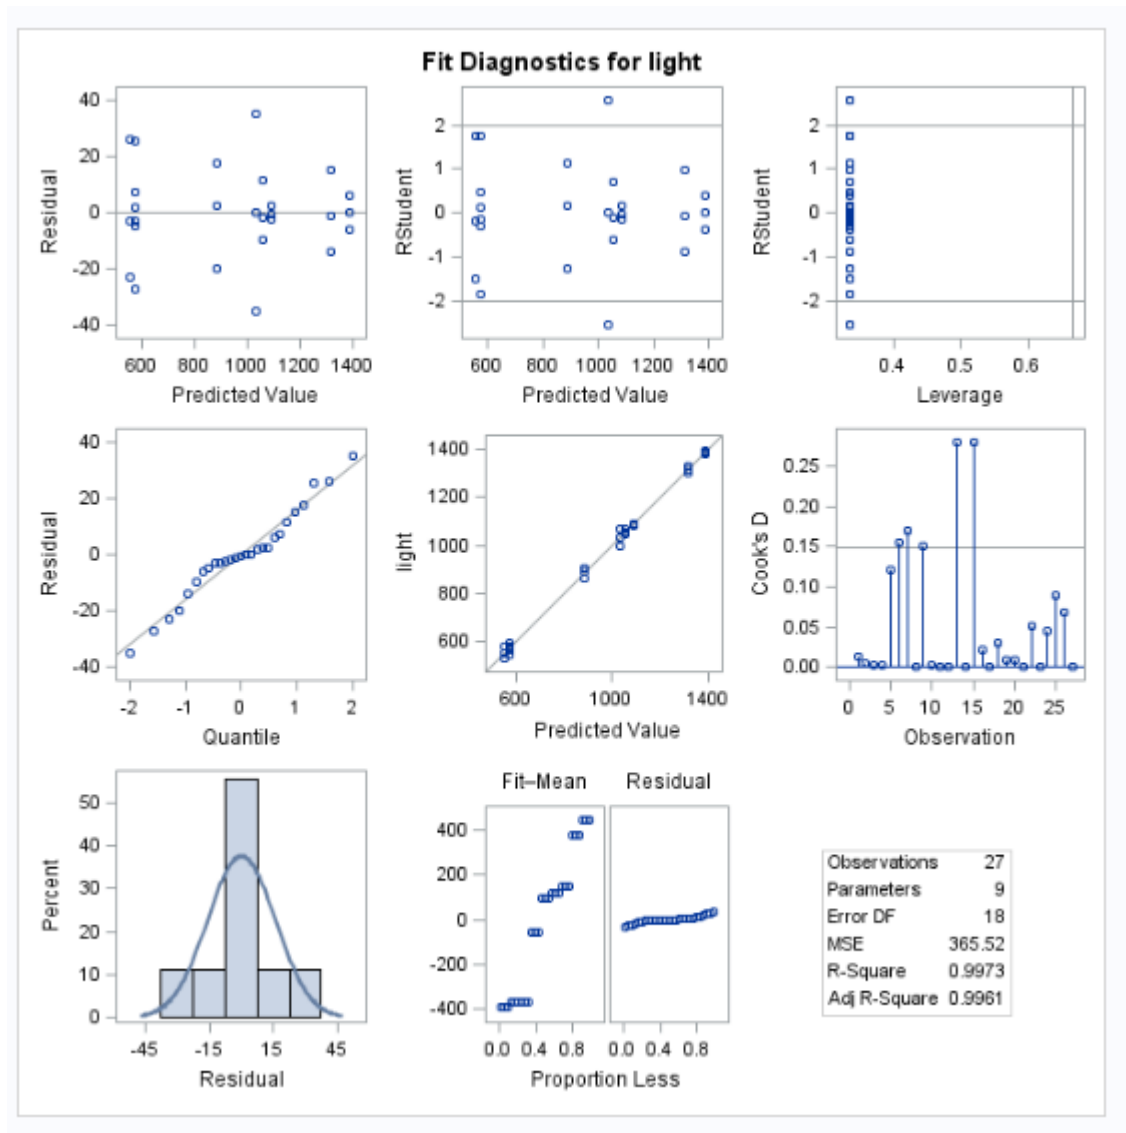 Fit Diagnostics for light
Residual
40
20
0
-20
-40
600 800 1000 1200 1400
Predicted Value
RStudent
2
1
0
-1
-2
600 800 1000 1200 1400
Predicted Value
RStudent
2
1
0
-1
-2
0.4 0.5 0.6
Leverage
Residual
40
20
0
-20
-40
-2 -1 0 1 2
Quantile
light
1400
1200
1000
800
600
600 1000 1400
Predicted Value
Cook's D
0.25
0.20
0.15
0.10
0.05
0.00
0 5 10 15 20 25
Observation
Percent
50
40
30
20
10
0
-45 -15 15 45
Residual
Fit–Mean Residual
400
200
0
-200
-400
0.0 0.4 0.8 0.0 0.4 0.8
Proportion Less
Observations 27
Parameters 9
Error DF 18
MSE 365.52
R-Square 0.9973
Adj R-Square 0.9961